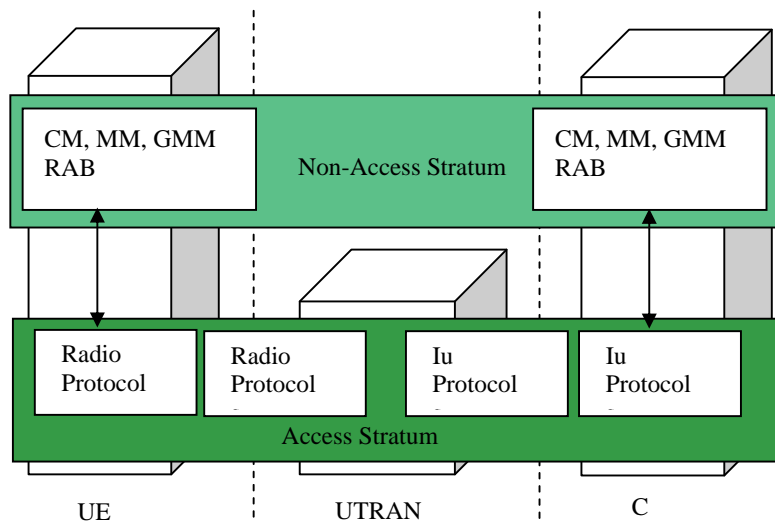 CM, MM, GMM
RAB
Non-Access Stratum
CM, MM, GMM
RAB
Radio
Protocol
Radio
Protocol
Iu
Protocol
Iu
Protocol
Access Stratum
UE
UTRAN
C